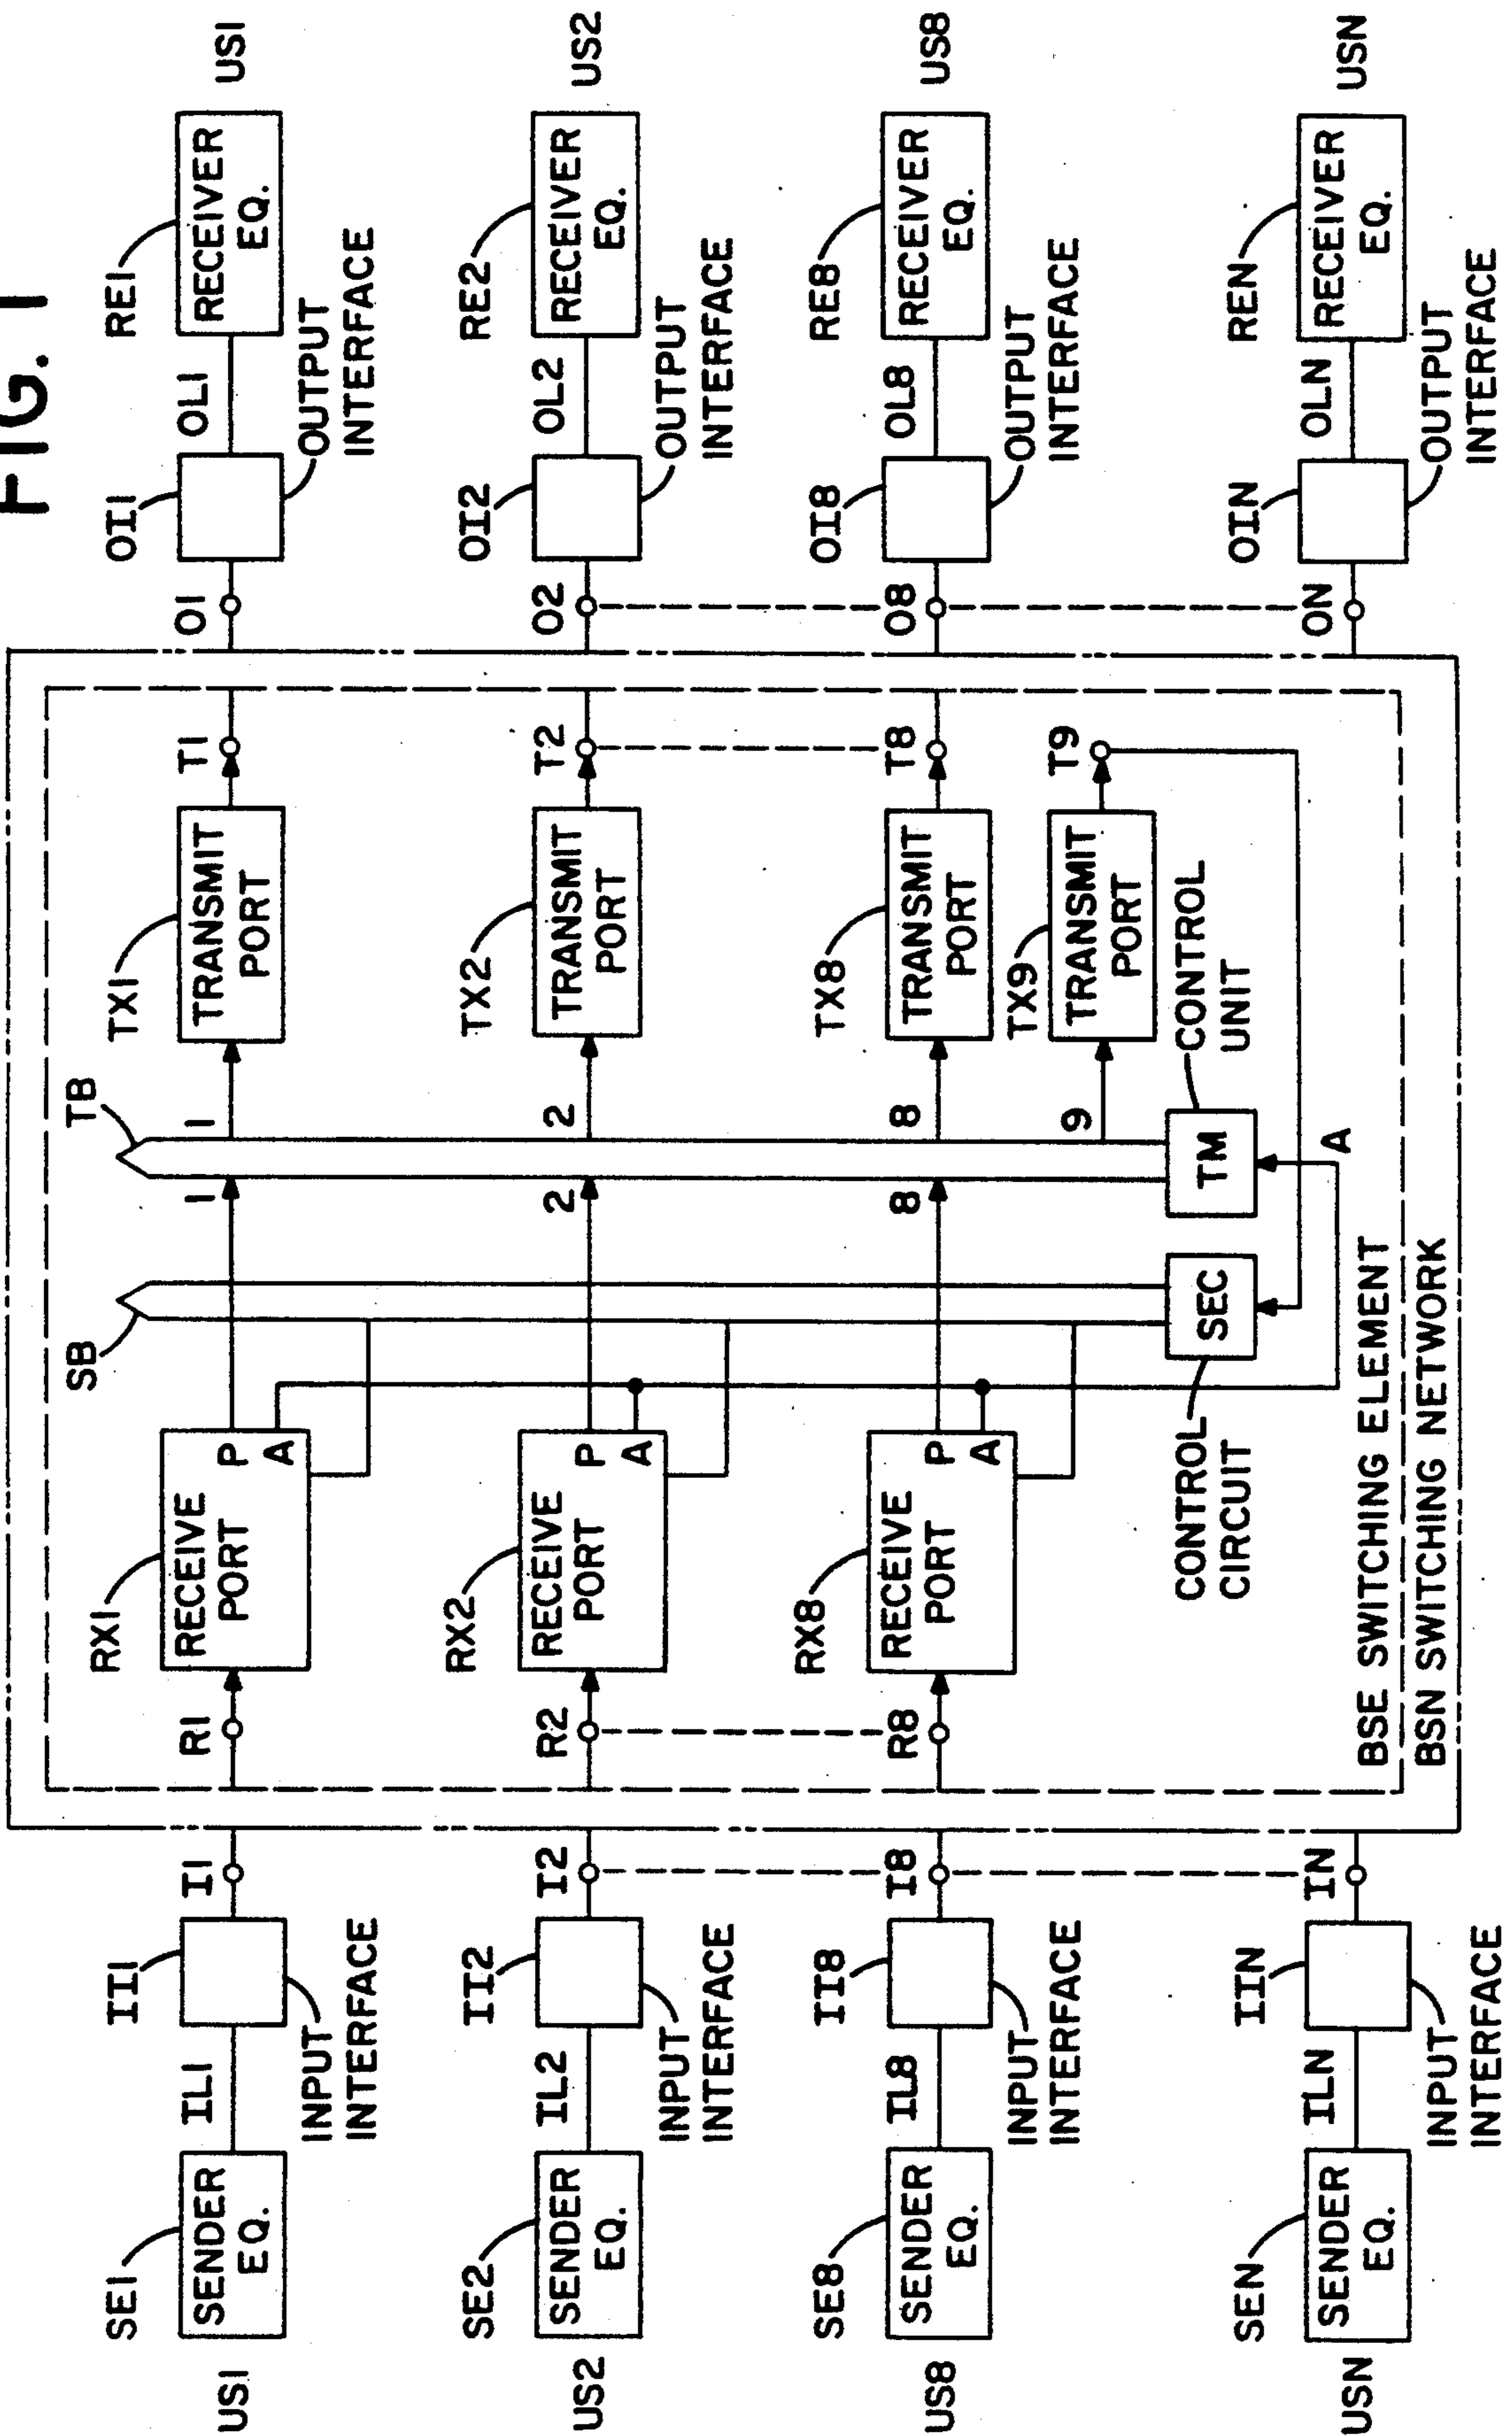 FIG. 1
US1
SE1
SENDER
EQ.
IL1
II1
INPUT
INTERFACE
I1
R1
RX1
RECEIVE
PORT
P
A
SB
1
TB
1
TX1
TRANSMIT
PORT
T1
O1
OI1
OUTPUT
INTERFACE
OL1
RE1
RECEIVER
EQ.
US1
US2
SE2
SENDER
EQ.
IL2
II2
INPUT
INTERFACE
I2
R2
RX2
RECEIVE
PORT
P
A
2
2
TX2
TRANSMIT
PORT
T2
O2
OI2
OUTPUT
INTERFACE
OL2
RE2
RECEIVER
EQ.
US2
US8
SE8
SENDER
EQ.
IL8
II8
INPUT
INTERFACE
I8
R8
RX8
RECEIVE
PORT
P
A
8
8
TX8
TRANSMIT
PORT
T8
O8
OI8
OUTPUT
INTERFACE
OL8
RE8
RECEIVER
EQ.
US8
9
TX9
TRANSMIT
PORT
T9
CONTROL
CIRCUIT
SEC
TM
CONTROL
UNIT
A
BSE SWITCHING ELEMENT
BSN SWITCHING NETWORK
USN
SEN
SENDER
EQ.
ILN
IIN
INPUT
INTERFACE
IN
ON
OIN
OUTPUT
INTERFACE
OLN
REN
RECEIVER
EQ.
USN